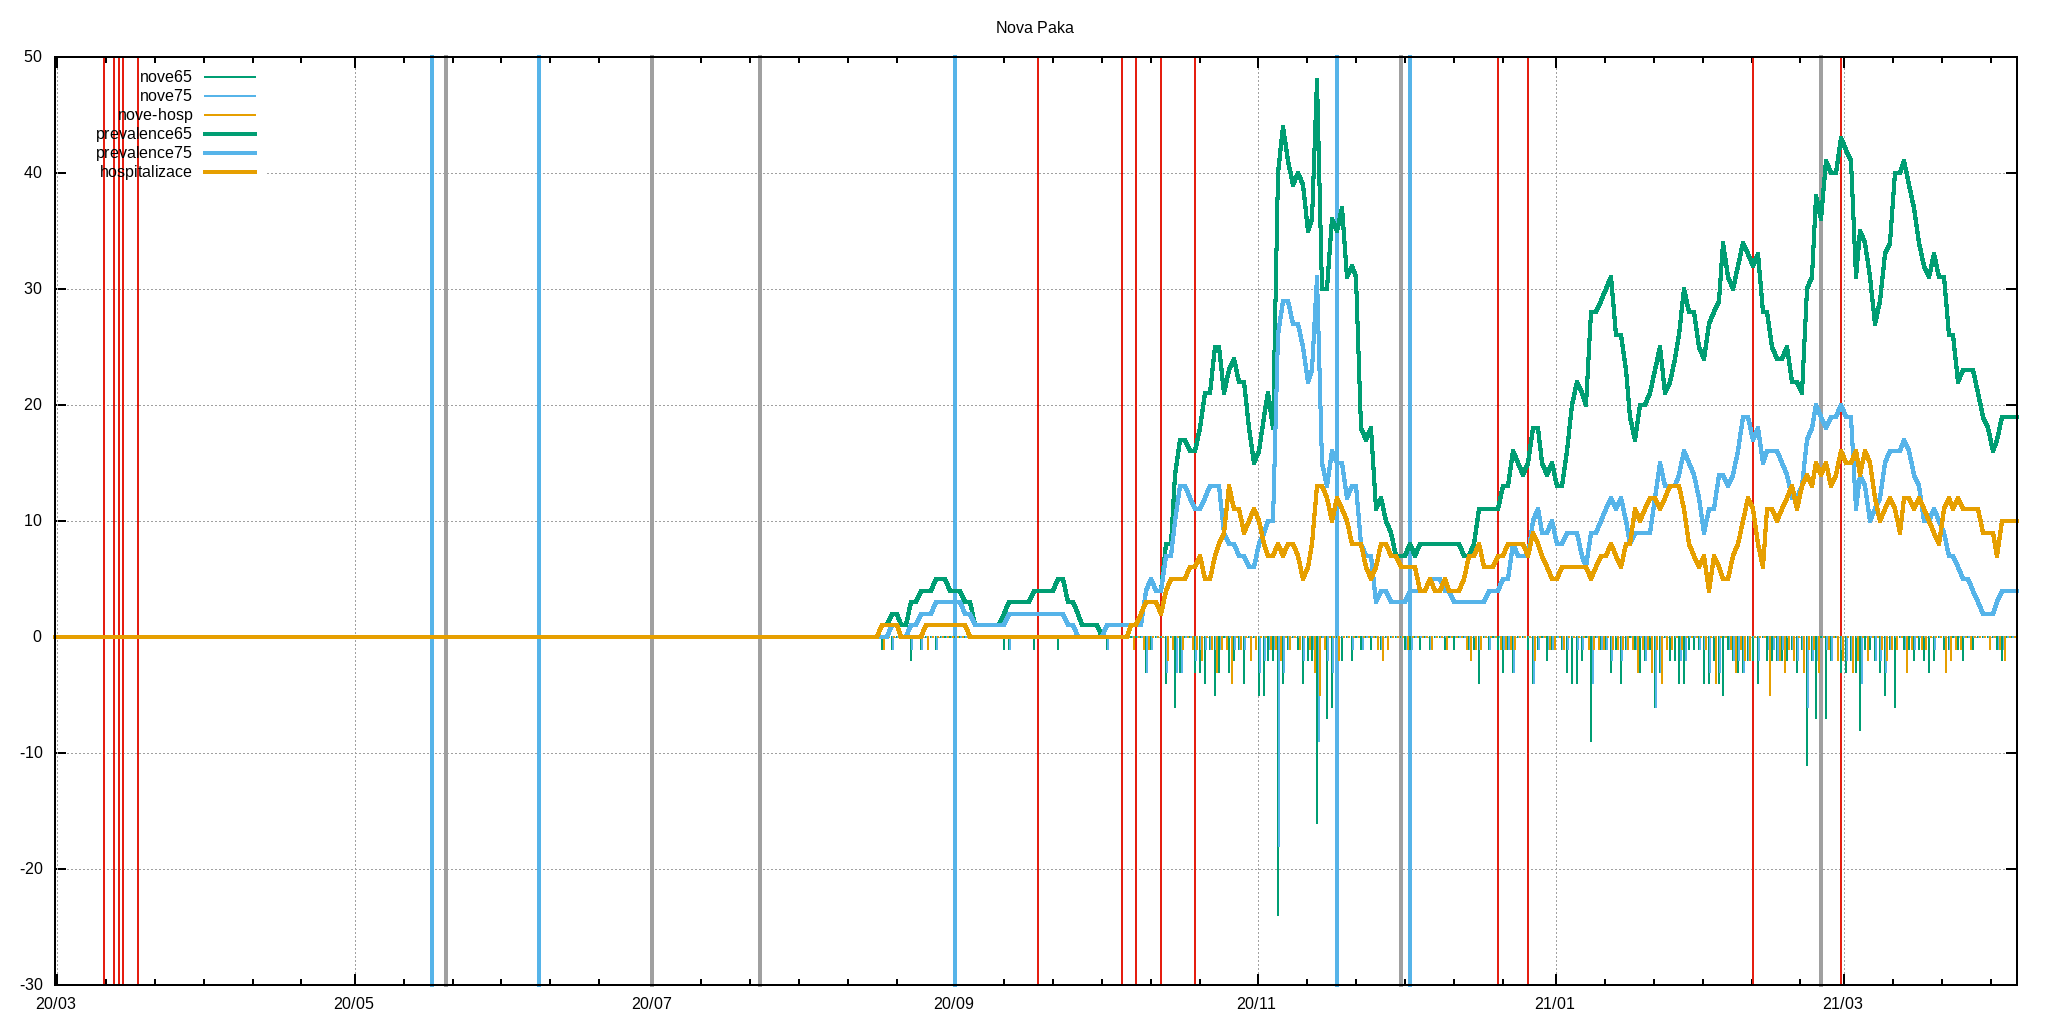 Nova Paka
50
nove65
nove75
nove-hosp
prevalence65
prevalence75
hospitalizace
40
30
20
10
0
-10
-20
-30
20/03 20/05 20/07 20/09 20/11 21/01 21/03